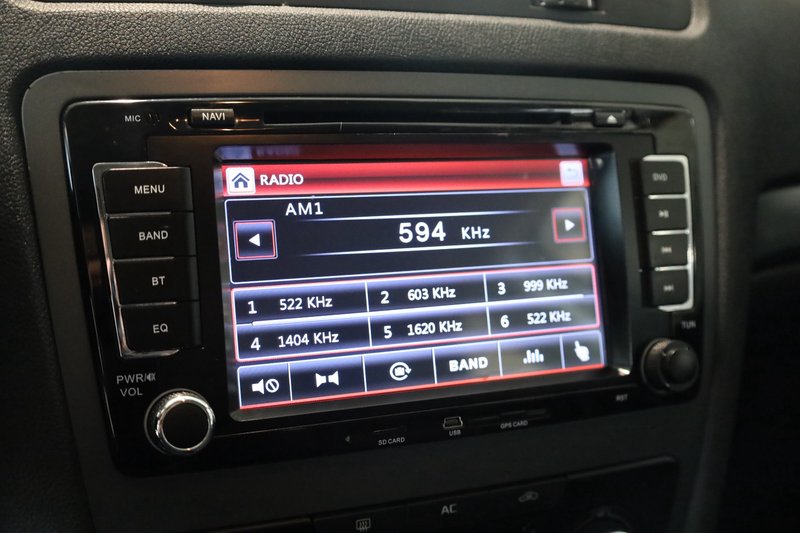 MIC NAVI
MENU
BAND
BT
EQ
PWR/
VOL
RADIO
AM1
594 KHz
1 522 KHz 2 603 KHz 3 999 KHz
4 1404 KHz 5 1620 KHz 6 522 KHz
BAND
DVD
TUN
RST
SD CARD
USB
GPS CARD
AC